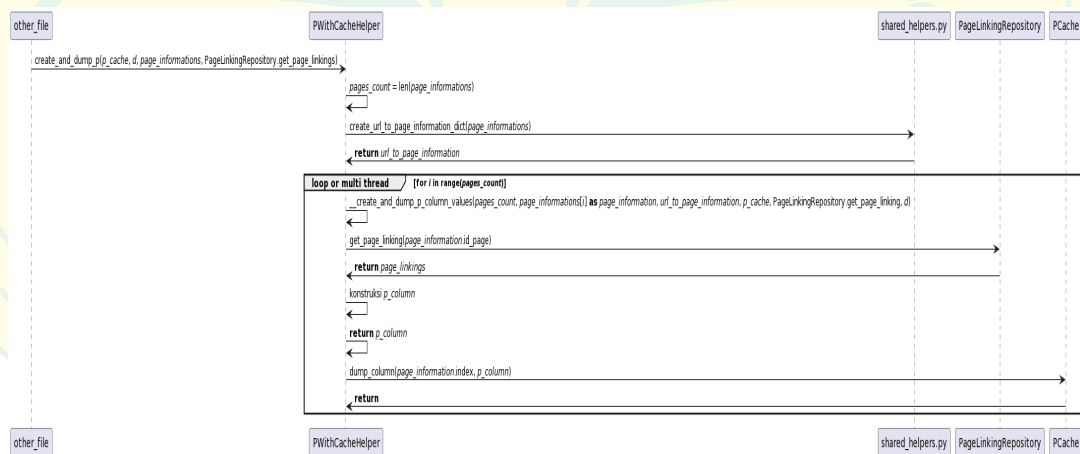 other_file PWithCacheHelper shared_helpers.py PageLinkingRepository PCache
create_and_dump_p(p_cache, d, page_informations, PageLinkingRepository.get_page_linkings)
pages_count = len(page_informations)
create_url_to_page_information_dict(page_informations)
return url_to_page_information
loop or multi thread [for i in range(pages_count)]
__create_and_dump_p_column_values(pages_count, page_informations[i] as page_information, url_to_page_information, p_cache, PageLinkingRepository.get_page_linking, d)
get_page_linking(page_information.id_page)
return page_linkings
konstruksi p_column
return p_column
dump_column(page_information.index, p_column)
return
other_file PWithCacheHelper shared_helpers.py PageLinkingRepository PCache